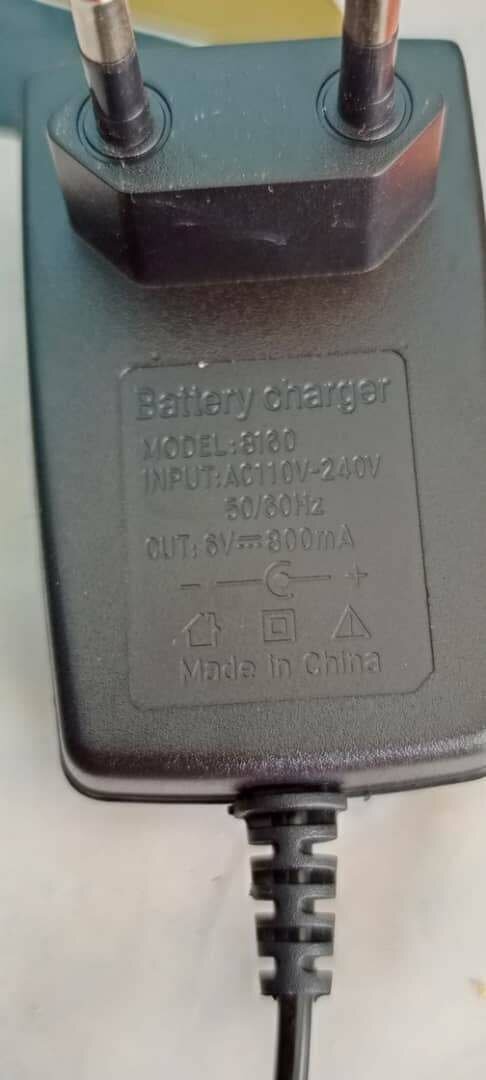 Battery charger
MODEL:8160
INPUT:AC110V-240V
50/60Hz
OUT:6V⎓800mA
- +
Made in China